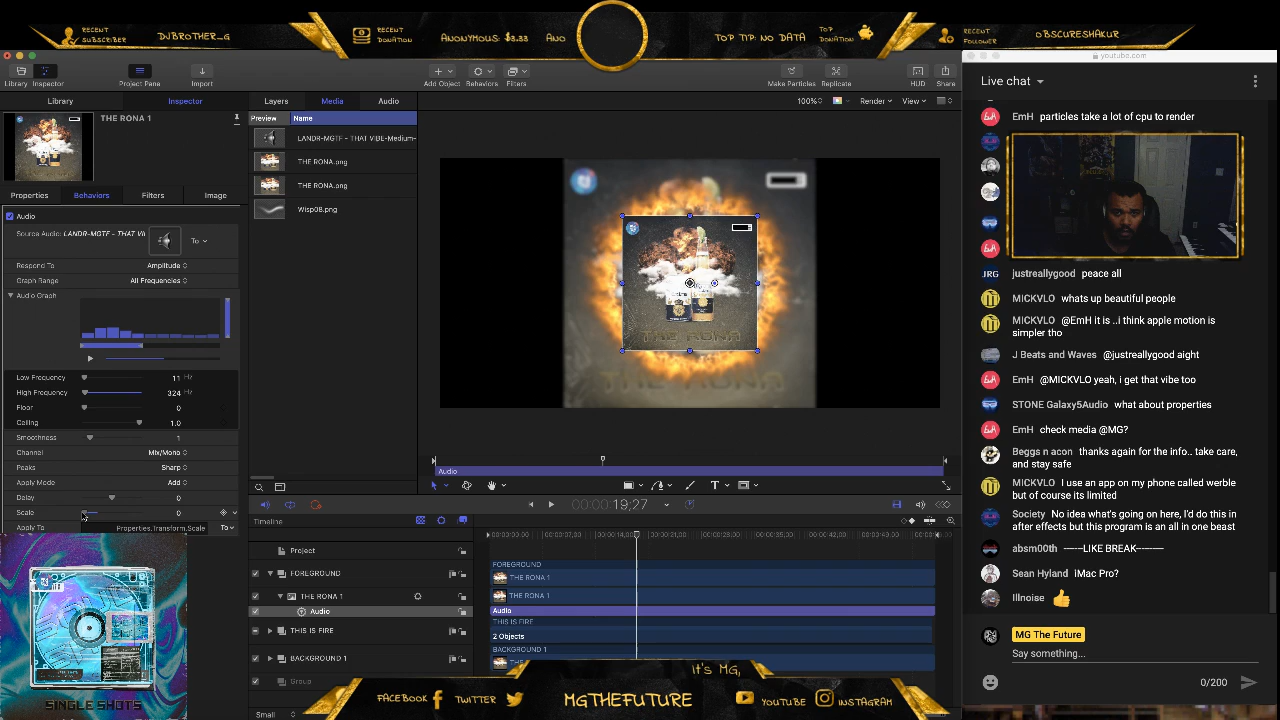 RECENT
SUBSCRIBER
DJBROTHER_G
RECENT
DONATION
ANONYMOUS: $3.33
ANO
TOP TIP: NO DATA
TOP
DONATION
RECENT
FOLLOWER
OBSCURESHAKUR
Library
Inspector
Project Pane
Import
Add Object
Behaviors
Filters
Make Particles
Replicate
HUD
Share
Library
Inspector
THE RONA 1
Properties
Behaviors
Filters
Image
Audio
Source Audio: LANDR-MGTF - THAT VI
To
Respond To
Amplitude
Graph Range
All Frequencies
Audio Graph
Low Frequency
11 Hz
High Frequency
324 Hz
Floor
0
Ceiling
1.0
Smoothness
1
Channel
Mix/Mono
Peaks
Sharp
Apply Mode
Add
Delay
0
Scale
0
Apply To
Properties.Transform.Scale
To
SINGLE SHOTS
Layers
Media
Audio
Preview
Name
LANDR-MGTF - THAT VIBE-Medium-
THE RONA.png
THE RONA.png
Wisp08.png
100%
Render
View
THE RONA
THE RONA
Audio
00:00:19;27
Timeline
Project
FOREGROUND
THE RONA 1
Audio
THIS IS FIRE
BACKGROUND 1
Group
Small
FOREGROUND
THE RONA 1
THE RONA 1
Audio
THIS IS FIRE
2 Objects
BACKGROUND 1
It's MG,
FACEBOOK
TWITTER
MGTHEFUTURE
YOUTUBE
INSTAGRAM
youtube.com
Live chat
EmH particles take a lot of cpu to render
justreallygood peace all
MICKVLO whats up beautiful people
MICKVLO @EmH it is ..i think apple motion is
simpler tho
J Beats and Waves @justreallygood aight
EmH @MICKVLO yeah, i get that vibe too
STONE Galaxy5Audio what about properties
EmH check media @MG?
Beggs n acon thanks again for the info.. take care,
and stay safe
MICKVLO I use an app on my phone called werble
but of course its limited
Society No idea what's going on here, I'd do this in
after effects but this program is an all in one beast
absm00th -——-LIKE BREAK-——-
Sean Hyland iMac Pro?
Illnoise 👍
MG The Future
Say something...
0/200